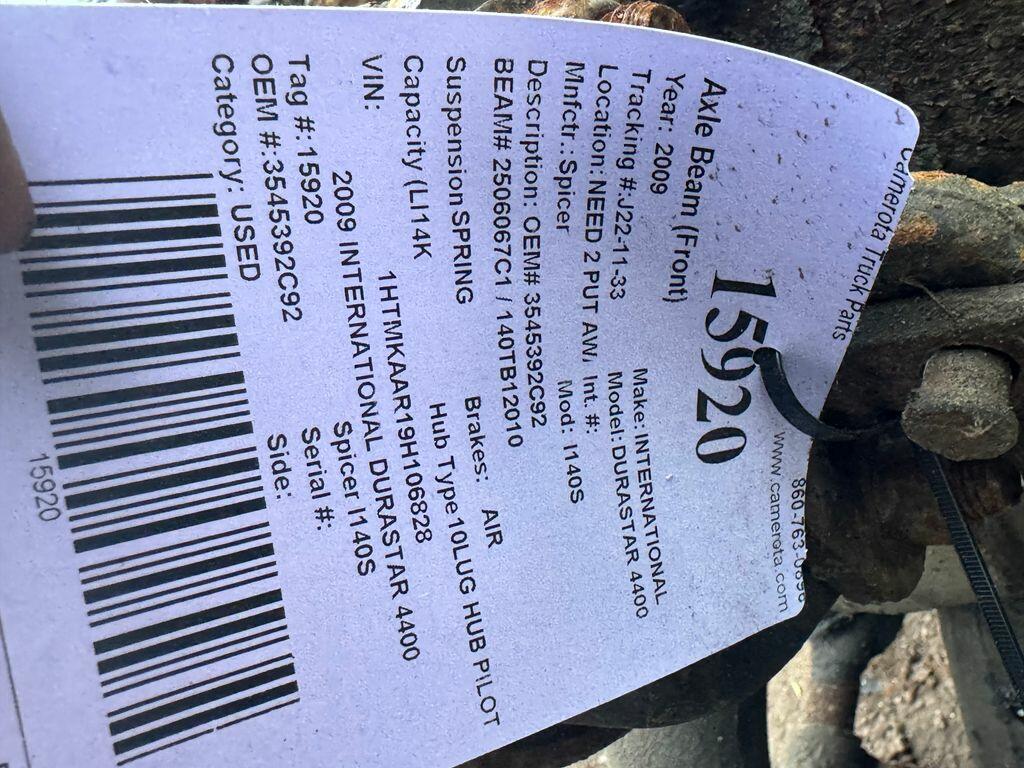 Camerota Truck Parts
860-763-0896
www.camerota.com
15920
Axle Beam (Front)
Year: 2009 Make: INTERNATIONAL
Tracking #:J22-11-33 Model: DURASTAR 4400
Location:NEED 2 PUT AW. Int. #:
Mnfctr.: Spicer Mod: I140S
Description: OEM# 3545392C92
BEAM# 250067C1 / 140TB12010
Suspension SPRING Brakes: AIR
Capacity (LI14K Hub Type10LUG HUB PILOT
VIN: 1HTMKAAR19H106828
2009 INTERNATIONAL DURASTAR 4400
Spicer I140S
Tag #:15920 Serial #:
OEM #:3545392C92 Side:
Category: USED
15920